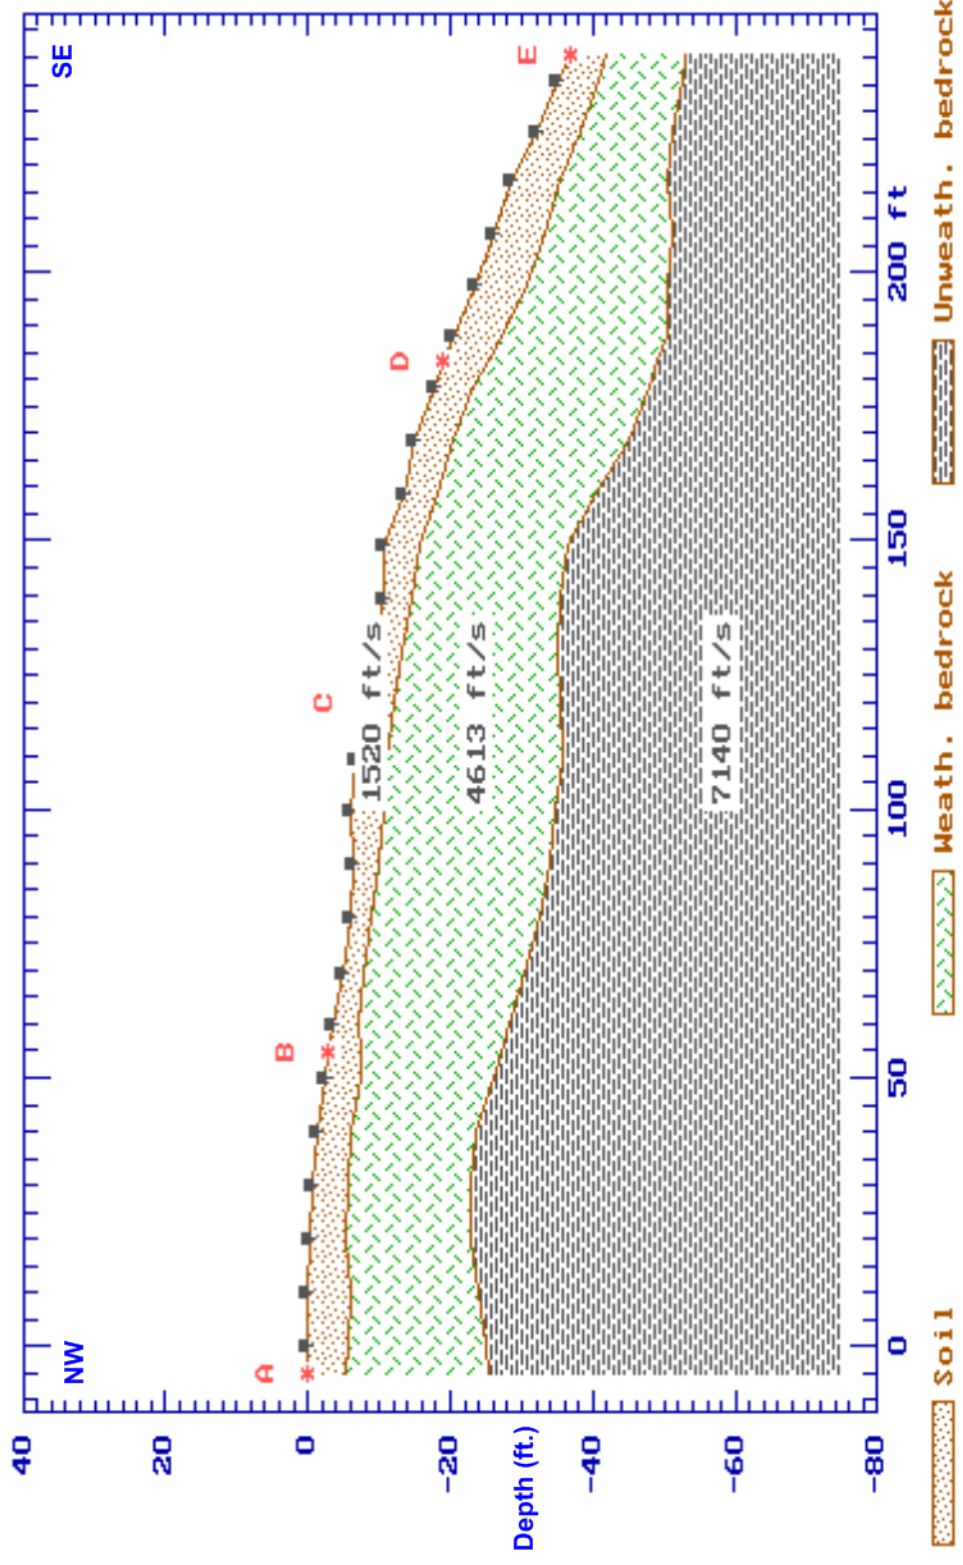 NW SE
A B C D E
40
20
0
-20
-40
-60
-80
Depth (ft.)
1520 ft/s
4613 ft/s
7140 ft/s
0 50 100 150 200 ft
Soil Weath. bedrock Unweath. bedrock